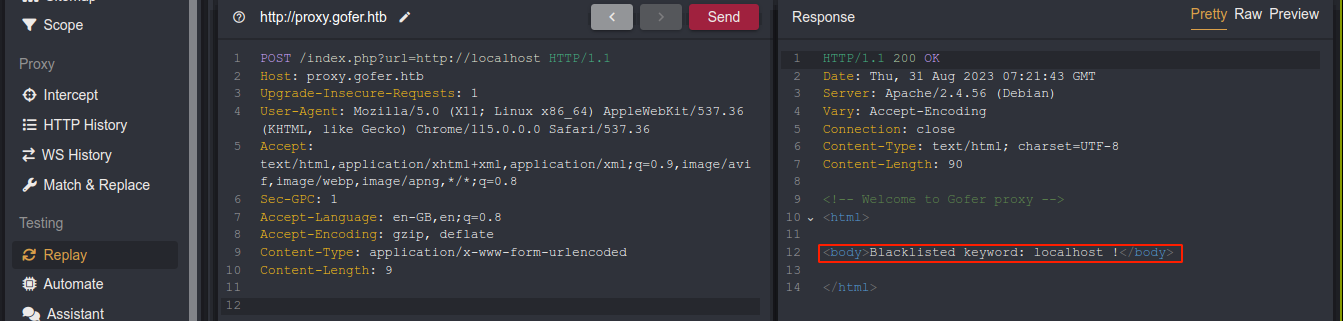 Sitemap
Scope
Proxy
Intercept
HTTP History
WS History
Match & Replace
Testing
Replay
Automate
Assistant
http://proxy.gofer.htb
Send
1 POST /index.php?url=http://localhost HTTP/1.1
2 Host: proxy.gofer.htb
3 Upgrade-Insecure-Requests: 1
4 User-Agent: Mozilla/5.0 (X11; Linux x86_64) AppleWebKit/537.36
(KHTML, like Gecko) Chrome/115.0.0.0 Safari/537.36
5 Accept:
text/html,application/xhtml+xml,application/xml;q=0.9,image/avi
f,image/webp,image/apng,*/*;q=0.8
6 Sec-GPC: 1
7 Accept-Language: en-GB,en;q=0.8
8 Accept-Encoding: gzip, deflate
9 Content-Type: application/x-www-form-urlencoded
10 Content-Length: 9
11
12
Response
Pretty Raw Preview
1 HTTP/1.1 200 OK
2 Date: Thu, 31 Aug 2023 07:21:43 GMT
3 Server: Apache/2.4.56 (Debian)
4 Vary: Accept-Encoding
5 Connection: close
6 Content-Type: text/html; charset=UTF-8
7 Content-Length: 90
8
9 <!-- Welcome to Gofer proxy -->
10 <html>
11
12 <body>Blacklisted keyword: localhost !</body>
13
14 </html>